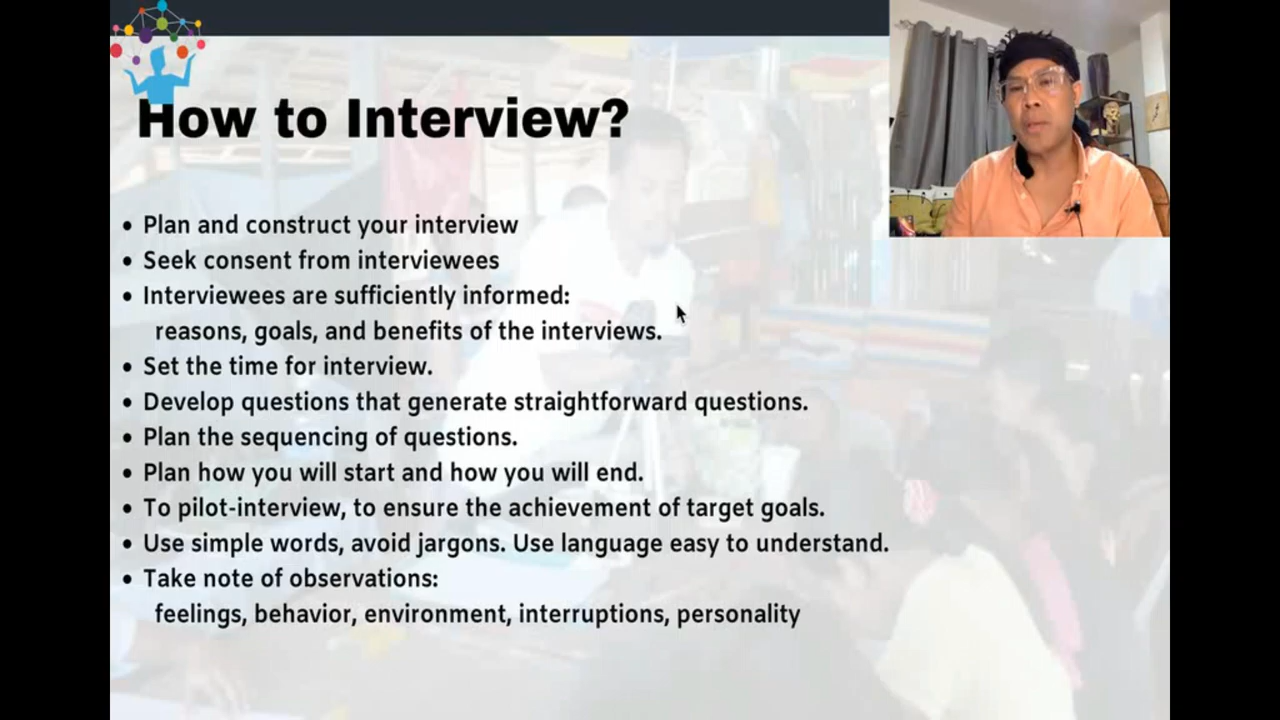 How to Interview?
• Plan and construct your interview
• Seek consent from interviewees
• Interviewees are sufficiently informed:
reasons, goals, and benefits of the interviews.
• Set the time for interview.
• Develop questions that generate straightforward questions.
• Plan the sequencing of questions.
• Plan how you will start and how you will end.
• To pilot-interview, to ensure the achievement of target goals.
• Use simple words, avoid jargons. Use language easy to understand.
• Take note of observations:
feelings, behavior, environment, interruptions, personality